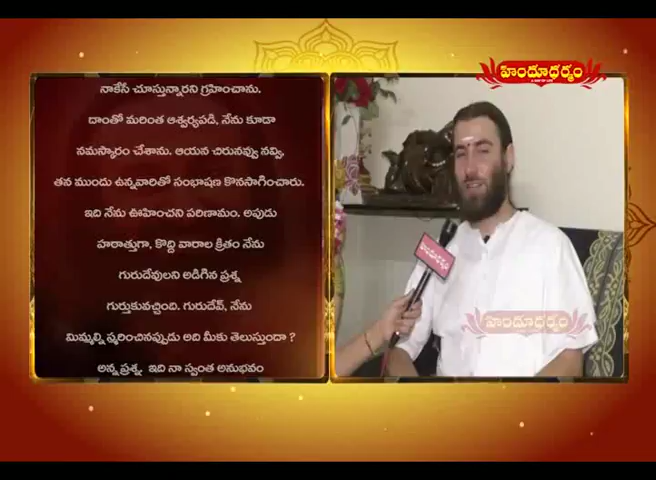 నాకేసే చూస్తున్నారని గ్రహించాను.
దాంతో మరింత ఆశ్చర్యపడి, నేను కూడా
నమస్కారం చేశాను. ఆయన చిరునవ్వు నవ్వి,
తన ముందు ఉన్నవారితో సంభాషణ కొనసాగించారు.
ఇది నేను ఊహించని పరిణామం. అపుడు
హఠాత్తుగా, కొద్ది వారాల క్రితం నేను
గురుదేవులని అడిగిన ప్రశ్న
గుర్తుకువచ్చింది. గురుదేవ్, నేను
మిమ్మల్ని స్మరించినప్పుడు అది మీకు తెలుస్తుందా ?
అన్న ప్రశ్న. ఇది నా స్వంత అనుభవం
హిందూధర్మం
హిందూధర్మం
హిందూధర్మం